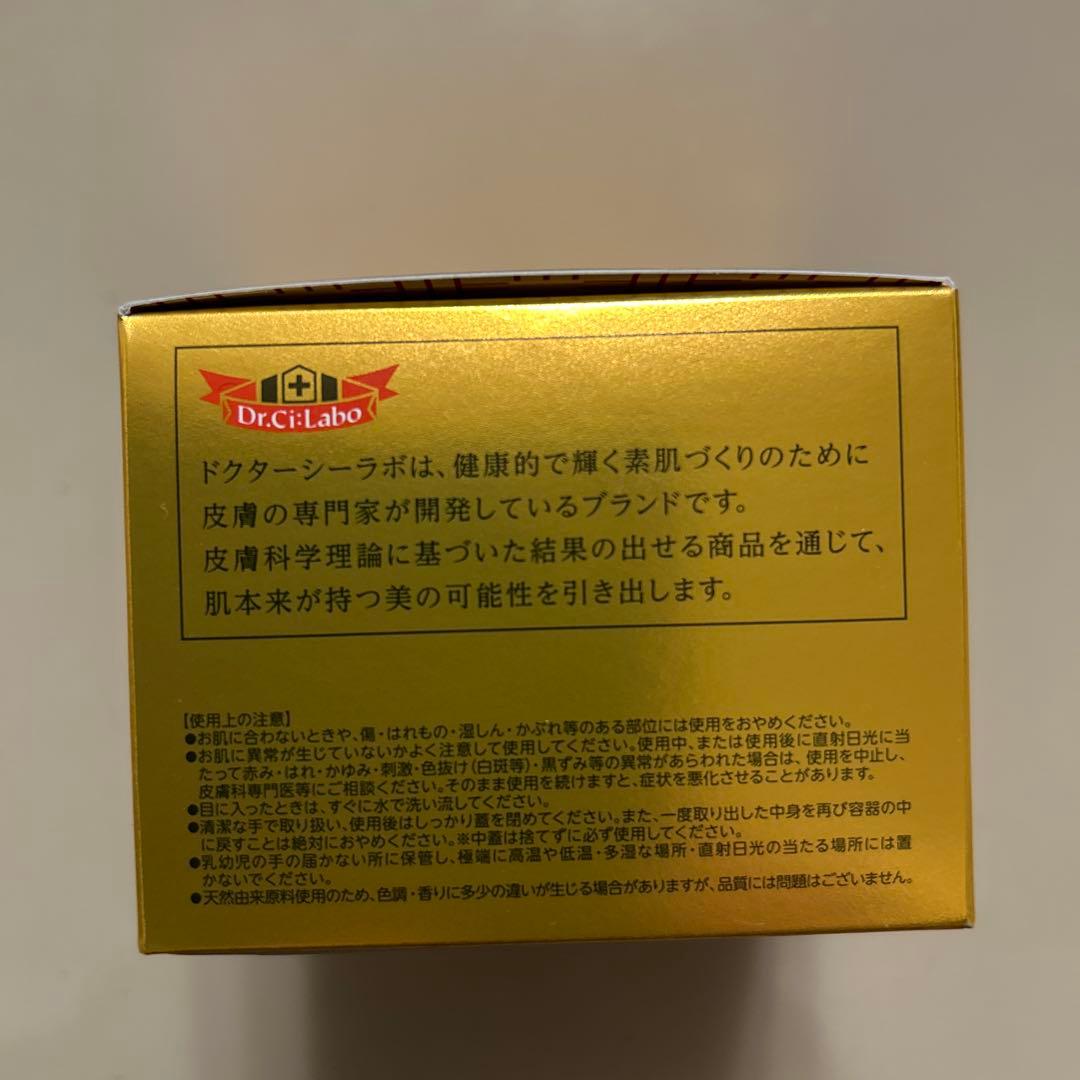 Dr.Ci:Labo
ドクターシーラボは、健康的で輝く素肌づくりのために
皮膚の専門家が開発しているブランドです。
皮膚科学理論に基づいた結果の出せる商品を通じて、
肌本来が持つ美の可能性を引き出します。
【使用上の注意】
●お肌に合わないときや、傷・はれもの・湿しん・かぶれ等のある部位には使用をおやめください。
●お肌に異常が生じていないかよく注意して使用してください。使用中、または使用後に直射日光に当
たって赤み・はれ・かゆみ・刺激・色抜け(白斑等)・黒ずみ等の異常があらわれた場合は、使用を中止し、
皮膚科専門医等にご相談ください。そのまま使用を続けますと、症状を悪化させることがあります。
●目に入ったときは、すぐに水で洗い流してください。
●清潔な手で取り扱い、使用後はしっかり蓋を閉めてください。また、一度取り出した中身を再び容器の中
に戻すことは絶対におやめください。※中蓋は捨てずに必ず使用してください。
●乳幼児の手の届かない所に保管し、極端に高温や低温・多湿な場所・直射日光の当たる場所には置
かないでください。
●天然由来原料使用のため、色調・香りに多少の違いが生じる場合がありますが、品質には問題はございません。